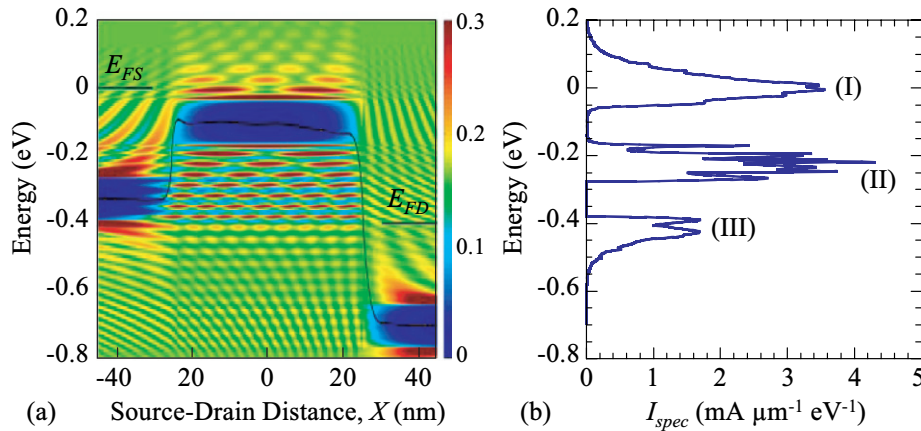 0.2
0
-0.2
-0.4
-0.6
-0.8
Energy (eV)
E_FS
E_FD
-40
-20
0
20
40
Source-Drain Distance, X (nm)
(a)
0.3
0.2
0.1
0
0.2
0
-0.2
-0.4
-0.6
-0.8
Energy (eV)
(I)
(II)
(III)
0
1
2
3
4
5
I_spec (mA µm⁻¹ eV⁻¹)
(b)